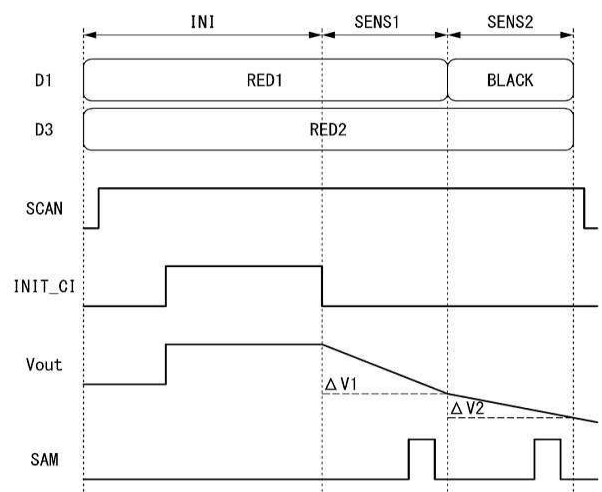 INI SENS1 SENS2
D1 RED1 BLACK
D3 RED2
SCAN
INIT_CI
Vout
ΔV1
ΔV2
SAM